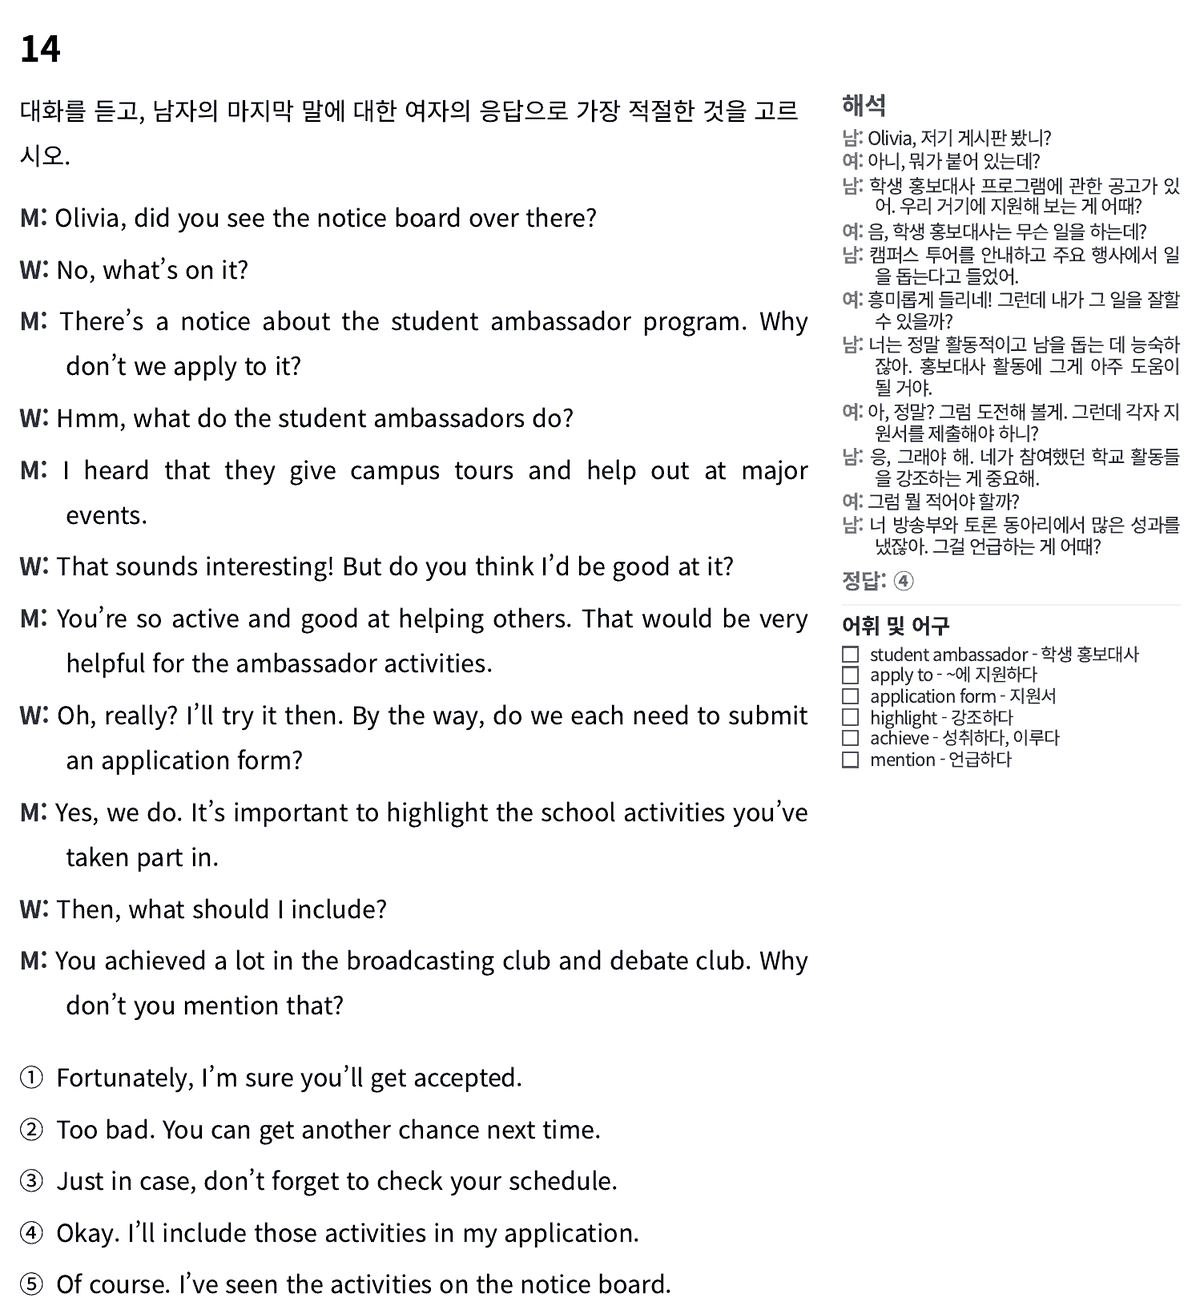 14
대화를 듣고, 남자의 마지막 말에 대한 여자의 응답으로 가장 적절한 것을 고르
시오.
M: Olivia, did you see the notice board over there?
W: No, what’s on it?
M: There’s a notice about the student ambassador program. Why
don’t we apply to it?
W: Hmm, what do the student ambassadors do?
M: I heard that they give campus tours and help out at major
events.
W: That sounds interesting! But do you think I’d be good at it?
M: You’re so active and good at helping others. That would be very
helpful for the ambassador activities.
W: Oh, really? I’ll try it then. By the way, do we each need to submit
an application form?
M: Yes, we do. It’s important to highlight the school activities you’ve
taken part in.
W: Then, what should I include?
M: You achieved a lot in the broadcasting club and debate club. Why
don’t you mention that?
① Fortunately, I’m sure you’ll get accepted.
② Too bad. You can get another chance next time.
③ Just in case, don’t forget to check your schedule.
④ Okay. I’ll include those activities in my application.
⑤ Of course. I’ve seen the activities on the notice board.
해석
남: Olivia, 저기 게시판 봤니?
여: 아니, 뭐가 붙어 있는데?
남: 학생 홍보대사 프로그램에 관한 공고가 있
어. 우리 거기에 지원해 보는 게 어때?
여: 음, 학생 홍보대사는 무슨 일을 하는데?
남: 캠퍼스 투어를 안내하고 주요 행사에서 일
을 돕는다고 들었어.
여: 흥미롭게 들리네! 그런데 내가 그 일을 잘할
수 있을까?
남: 너는 정말 활동적이고 남을 돕는 데 능숙하
잖아. 홍보대사 활동에 그게 아주 도움이
될 거야.
여: 아, 정말? 그럼 도전해 볼게. 그런데 각자 지
원서를 제출해야 하니?
남: 응, 그래야 해. 네가 참여했던 학교 활동들
을 강조하는 게 중요해.
여: 그럼 뭘 적어야 할까?
남: 너 방송부와 토론 동아리에서 많은 성과를
냈잖아. 그걸 언급하는 게 어때?
정답: ④
어휘 및 어구
☐ student ambassador - 학생 홍보대사
☐ apply to - ~에 지원하다
☐ application form - 지원서
☐ highlight - 강조하다
☐ achieve - 성취하다, 이루다
☐ mention - 언급하다